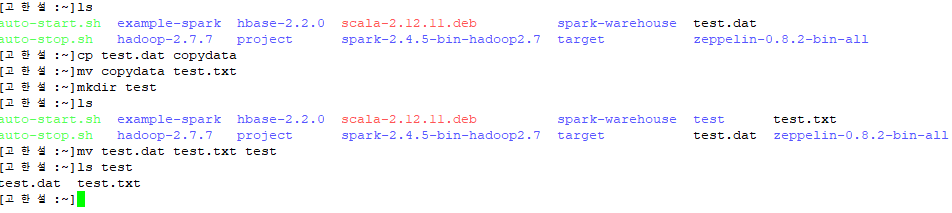 [고 한 설 :~]ls
auto-start.sh  example-spark  hbase-2.2.0  scala-2.12.11.deb          spark-warehouse  test.dat
auto-stop.sh   hadoop-2.7.7   project      spark-2.4.5-bin-hadoop2.7  target           zeppelin-0.8.2-bin-all
[고 한 설 :~]cp test.dat copydata
[고 한 설 :~]mv copydata test.txt
[고 한 설 :~]mkdir test
[고 한 설 :~]ls
auto-start.sh  example-spark  hbase-2.2.0  scala-2.12.11.deb          spark-warehouse  test      test.txt
auto-stop.sh   hadoop-2.7.7   project      spark-2.4.5-bin-hadoop2.7  target           test.dat  zeppelin-0.8.2-bin-all
[고 한 설 :~]mv test.dat test.txt test
[고 한 설 :~]ls test
test.dat  test.txt
[고 한 설 :~]